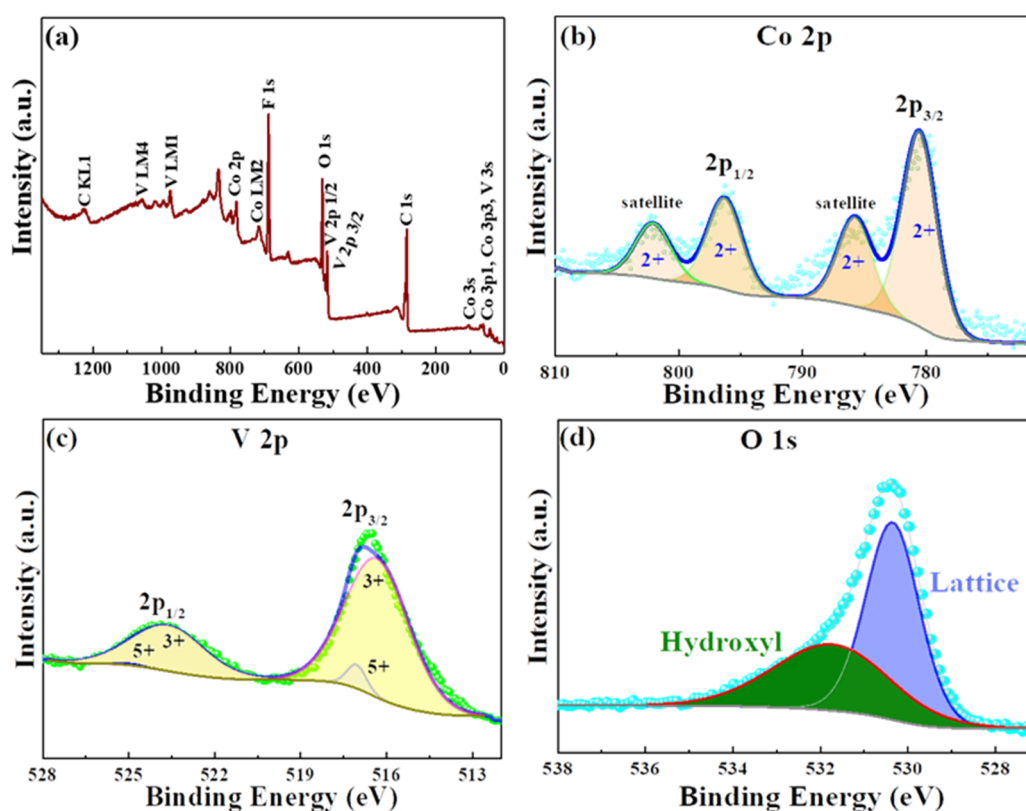 (a)
Intensity (a.u.)
C KL1
V LM4
V LM1
Co 2p
Co LM2
F 1s
O 1s
V 2p 1/2
V 2p 3/2
C 1s
Co 3s
Co 3p1, Co 3p3, V 3s
1200 1000 800 600 400 200 0
Binding Energy (eV)
(b)
Co 2p
Intensity (a.u.)
2p3/2
2p1/2
satellite
satellite
2+
2+
2+
2+
810 800 790 780
Binding Energy (eV)
(c)
V 2p
Intensity (a.u.)
2p3/2
3+
2p1/2
5+
3+
5+
528 525 522 519 516 513
Binding Energy (eV)
(d)
O 1s
Intensity (a.u.)
Lattice
Hydroxyl
538 536 534 532 530 528
Binding Energy (eV)